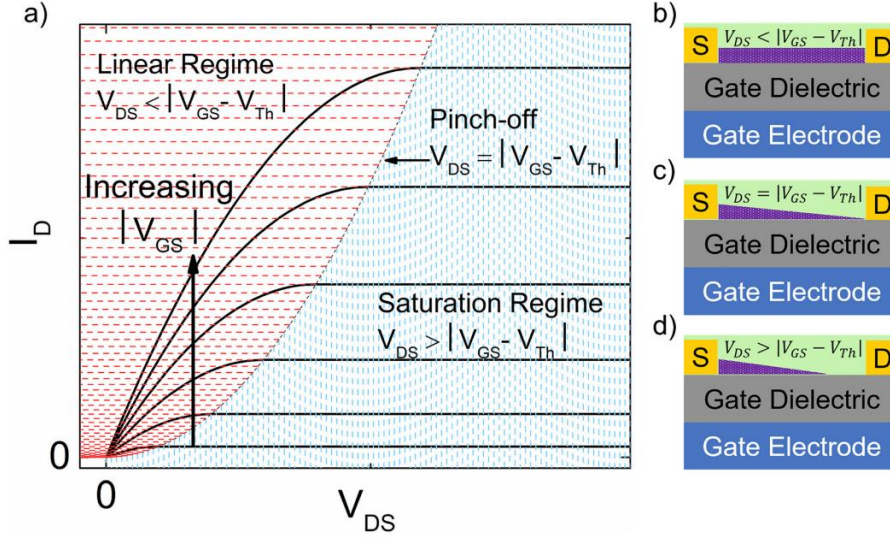 a)
Linear Regime
V_DS < |V_GS - V_Th|
Pinch-off
V_DS = |V_GS - V_Th|
Increasing
|V_GS|
Saturation Regime
V_DS > |V_GS - V_Th|
I_D
0
0
V_DS
b)
S
V_DS < |V_GS − V_Th|
D
Gate Dielectric
Gate Electrode
c)
S
V_DS = |V_GS − V_Th|
D
Gate Dielectric
Gate Electrode
d)
S
V_DS > |V_GS − V_Th|
D
Gate Dielectric
Gate Electrode